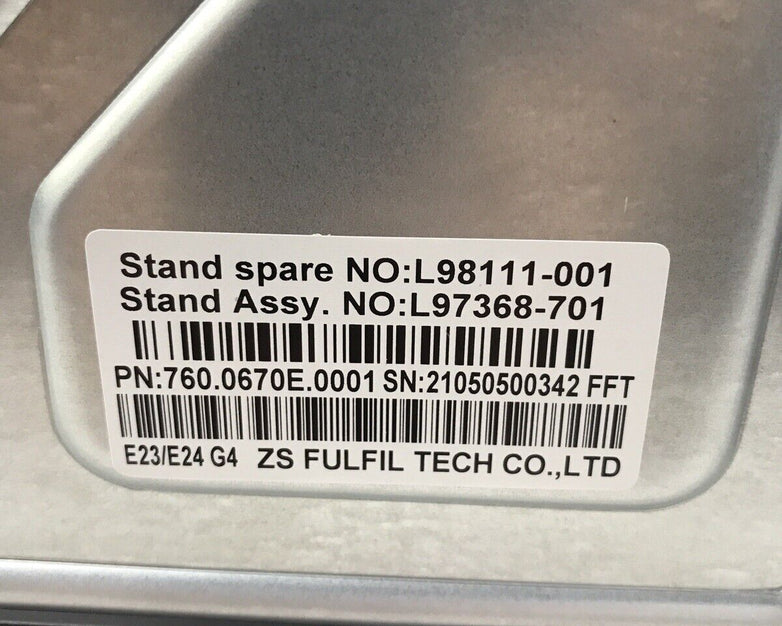 Stand spare NO:L98111-001
Stand Assy. NO:L97368-701
PN:760.0670E.0001 SN:21050500342 FFT
E23/E24 G4 ZS FULFIL TECH CO.,LTD